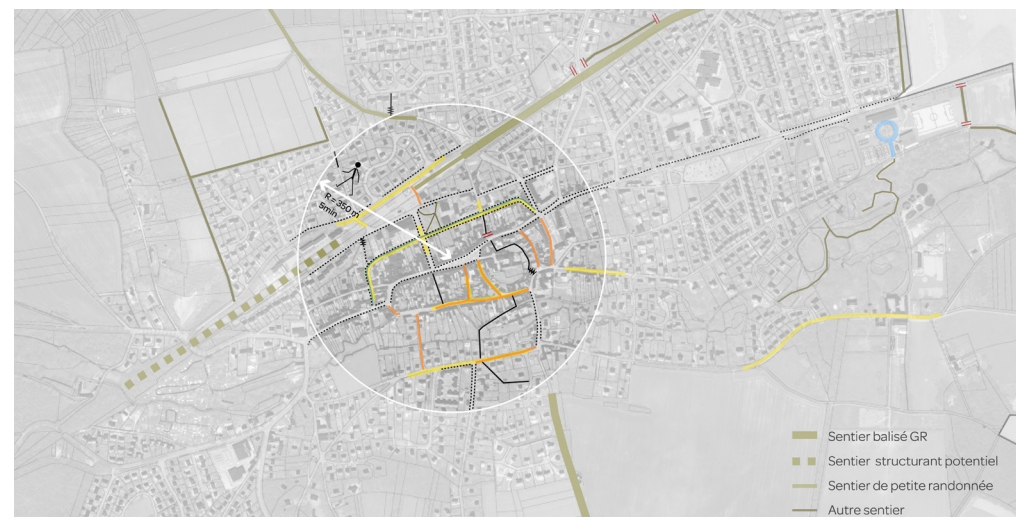 R = 350 m
5min
Sentier balisé GR
Sentier structurant potentiel
Sentier de petite randonnée
Autre sentier